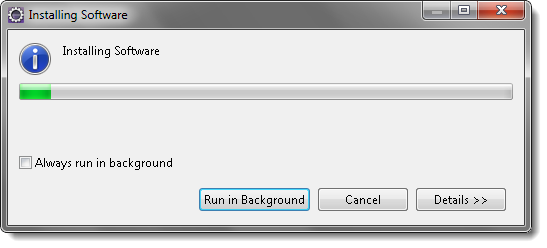 Installing Software
Installing Software
Always run in background
Run in Background Cancel Details >>